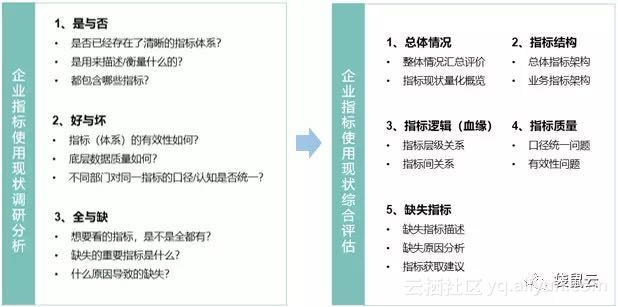 企业指标使用现状调研分析
1、是与否
• 是否已经存在了清晰的指标体系？
• 是用来描述/衡量什么的？
• 都包含哪些指标？
2、好与坏
• 指标（体系）的有效性如何？
• 底层数据质量如何？
• 不同部门对同一指标的口径/认知是否统一？
3、全与缺
• 想要看的指标，是不是全都有？
• 缺失的重要指标是什么？
• 什么原因导致的缺失？
企业指标使用现状综合评估
1、总体情况
• 整体情况汇总评价
• 指标现状量化概览
2、指标结构
• 总体指标架构
• 业务指标架构
3、指标逻辑（血缘）
• 指标层级关系
• 指标间关系
4、指标质量
• 口径统一问题
• 有效性问题
5、缺失指标
• 缺失指标描述
• 缺失原因分析
• 指标获取建议
袋鼠云
云栖社区 yq.aliyun.com